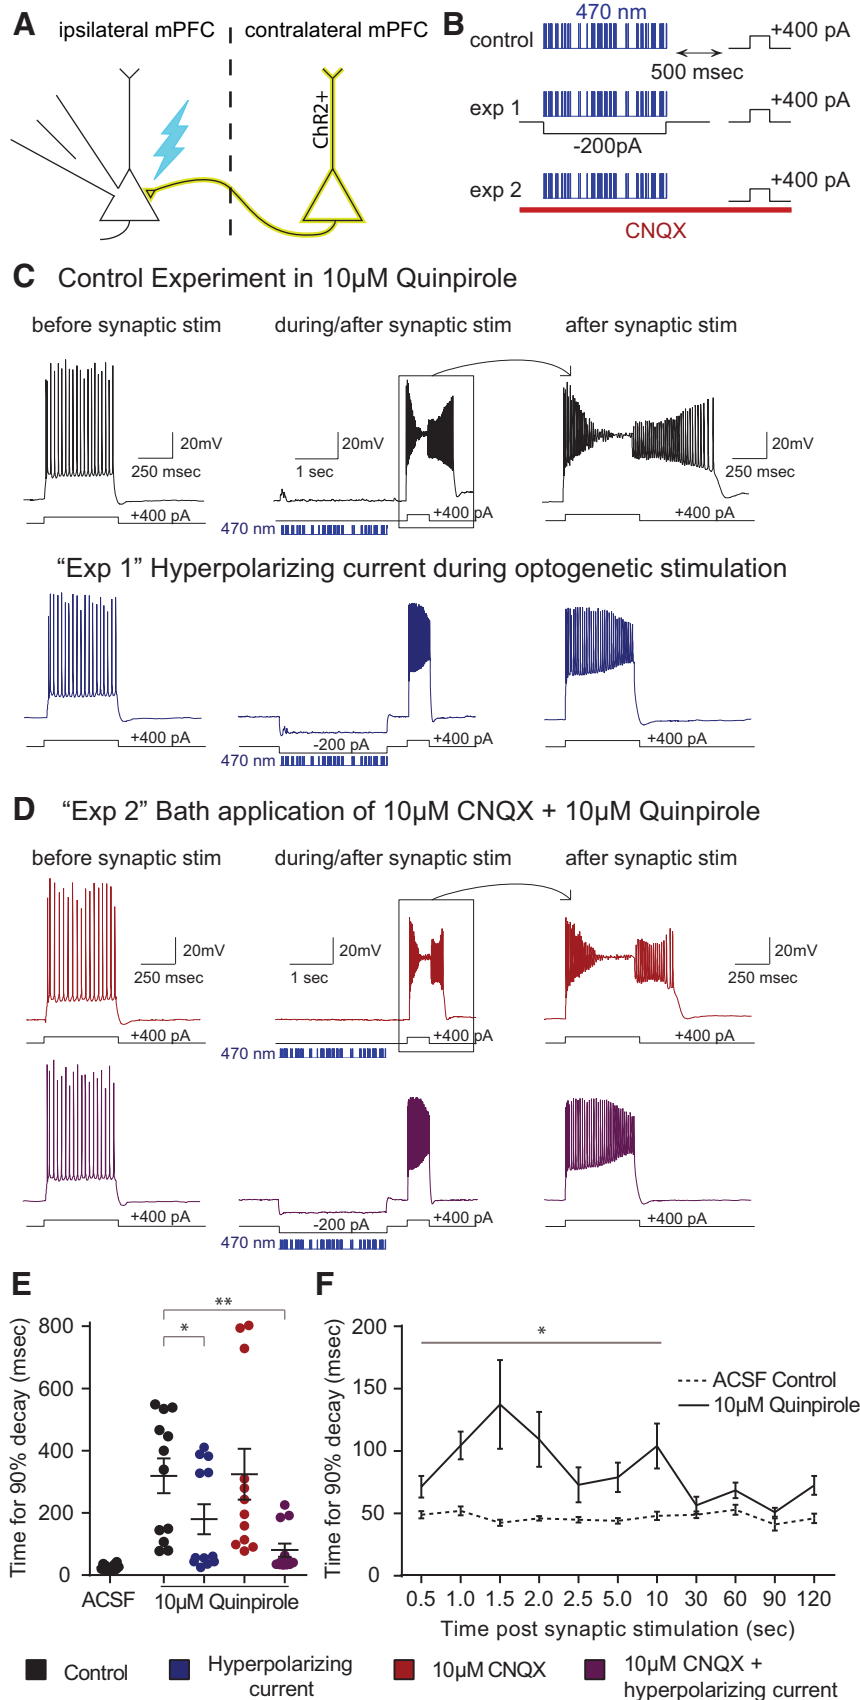 A
ipsilateral mPFC
contralateral mPFC
ChR2+
B
470 nm
control
+400 pA
500 msec
exp 1
+400 pA
-200pA
exp 2
+400 pA
CNQX
C Control Experiment in 10µM Quinpirole
before synaptic stim
during/after synaptic stim
after synaptic stim
20mV
250 msec
20mV
1 sec
20mV
250 msec
+400 pA
+400 pA
+400 pA
470 nm
“Exp 1” Hyperpolarizing current during optogenetic stimulation
+400 pA
-200 pA
+400 pA
+400 pA
470 nm
D “Exp 2” Bath application of 10µM CNQX + 10µM Quinpirole
before synaptic stim
during/after synaptic stim
after synaptic stim
20mV
250 msec
20mV
1 sec
20mV
250 msec
+400 pA
+400 pA
+400 pA
470 nm
+400 pA
-200 pA
+400 pA
+400 pA
470 nm
E
Time for 90% decay (msec)
800
600
400
200
0
**
*
ACSF
10µM Quinpirole
F
Time for 90% decay (msec)
200
150
100
50
0
*
ACSF Control
10µM Quinpirole
0.5 1.0 1.5 2.0 2.5 5.0 10 30 60 90 120
Time post synaptic stimulation (sec)
Control
Hyperpolarizing
current
10µM CNQX
10µM CNQX +
hyperpolarizing current